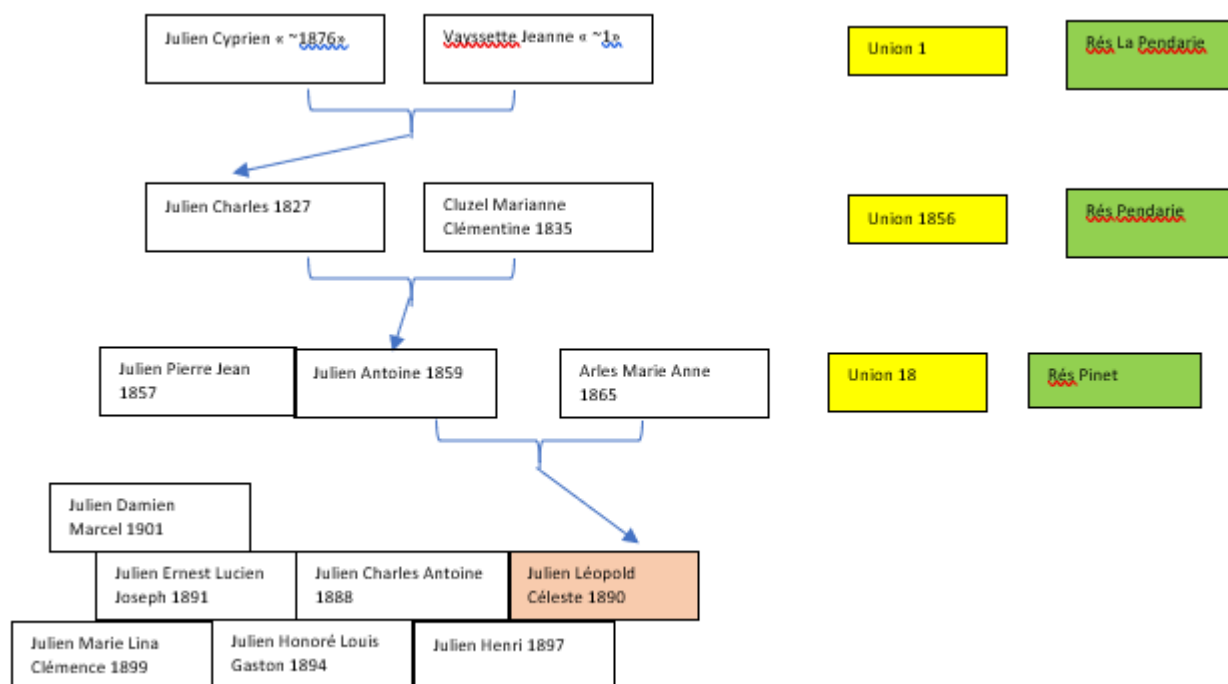 Julien Cyprien « ~1876»
Vayssette Jeanne « ~1»
Union 1
Rés La Pendarie
Julien Charles 1827
Cluzel Marianne
Clémentine 1835
Union 1856
Rés Pendarie
Julien Pierre Jean
1857
Julien Antoine 1859
Arles Marie Anne
1865
Union 18
Rés Pinet
Julien Damien
Marcel 1901
Julien Ernest Lucien
Joseph 1891
Julien Charles Antoine
1888
Julien Léopold
Céleste 1890
Julien Marie Lina
Clémence 1899
Julien Honoré Louis
Gaston 1894
Julien Henri 1897